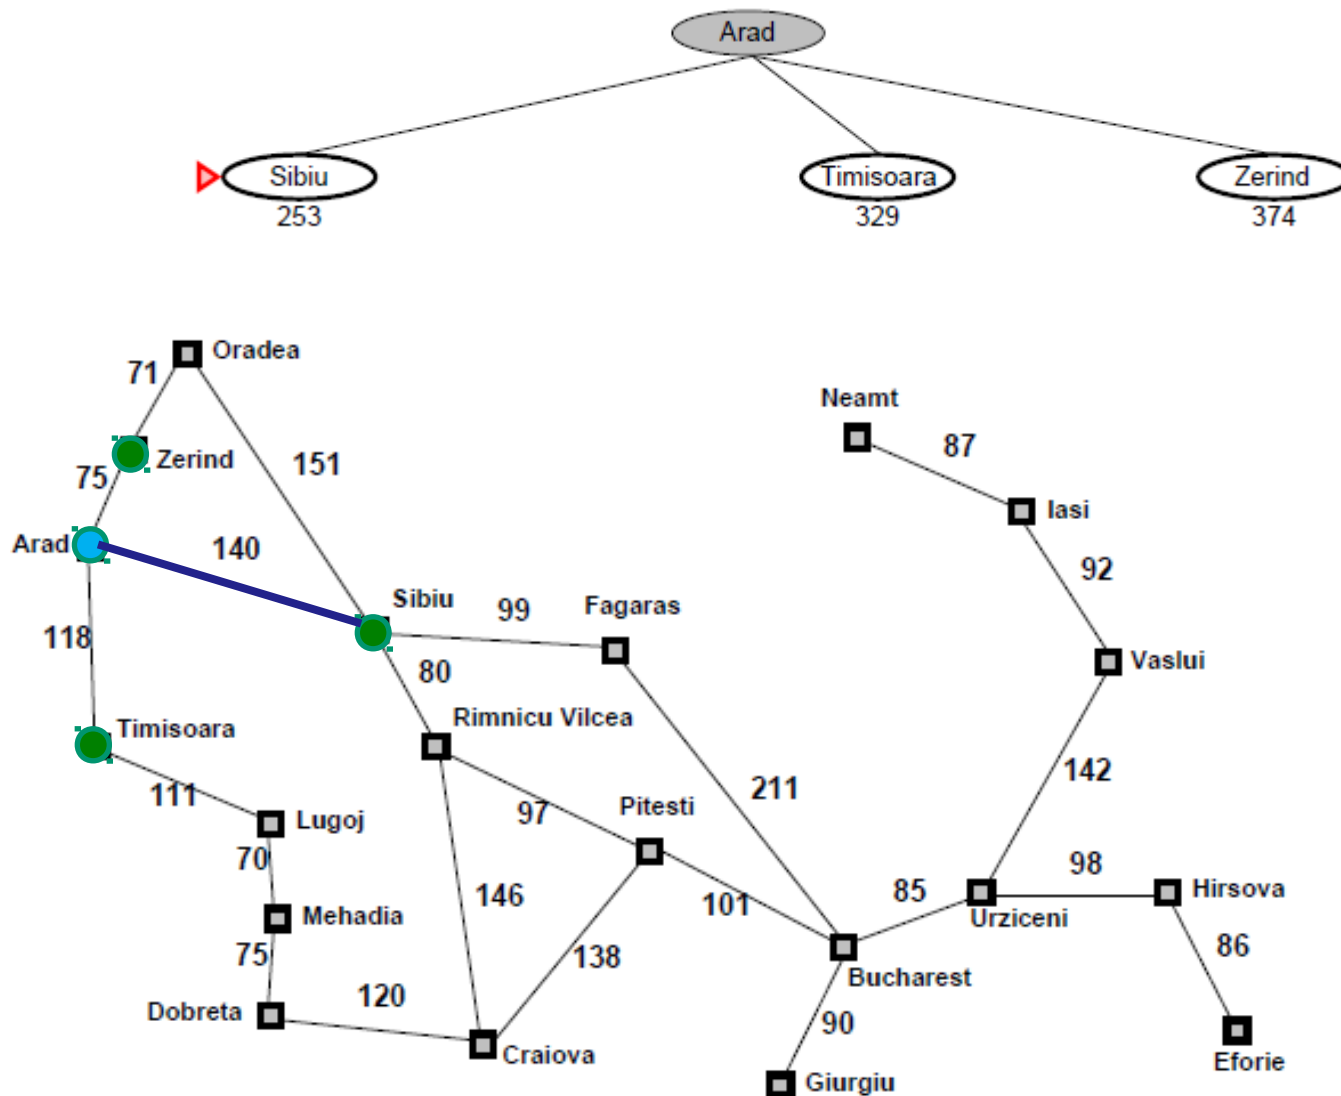 Arad
Sibiu
Timisoara
Zerind
253
329
374
Oradea
71
Neamt
87
Zerind
151
75
Iasi
Arad
140
92
Sibiu
99
Fagaras
118
80
Vaslui
Timisoara
Rimnicu Vilcea
142
111
211
97
Pitesti
Lugoj
70
98
Hirsova
146
101
85
Mehadia
Urziceni
75
138
86
Bucharest
120
Dobreta
90
Craiova
Eforie
Giurgiu